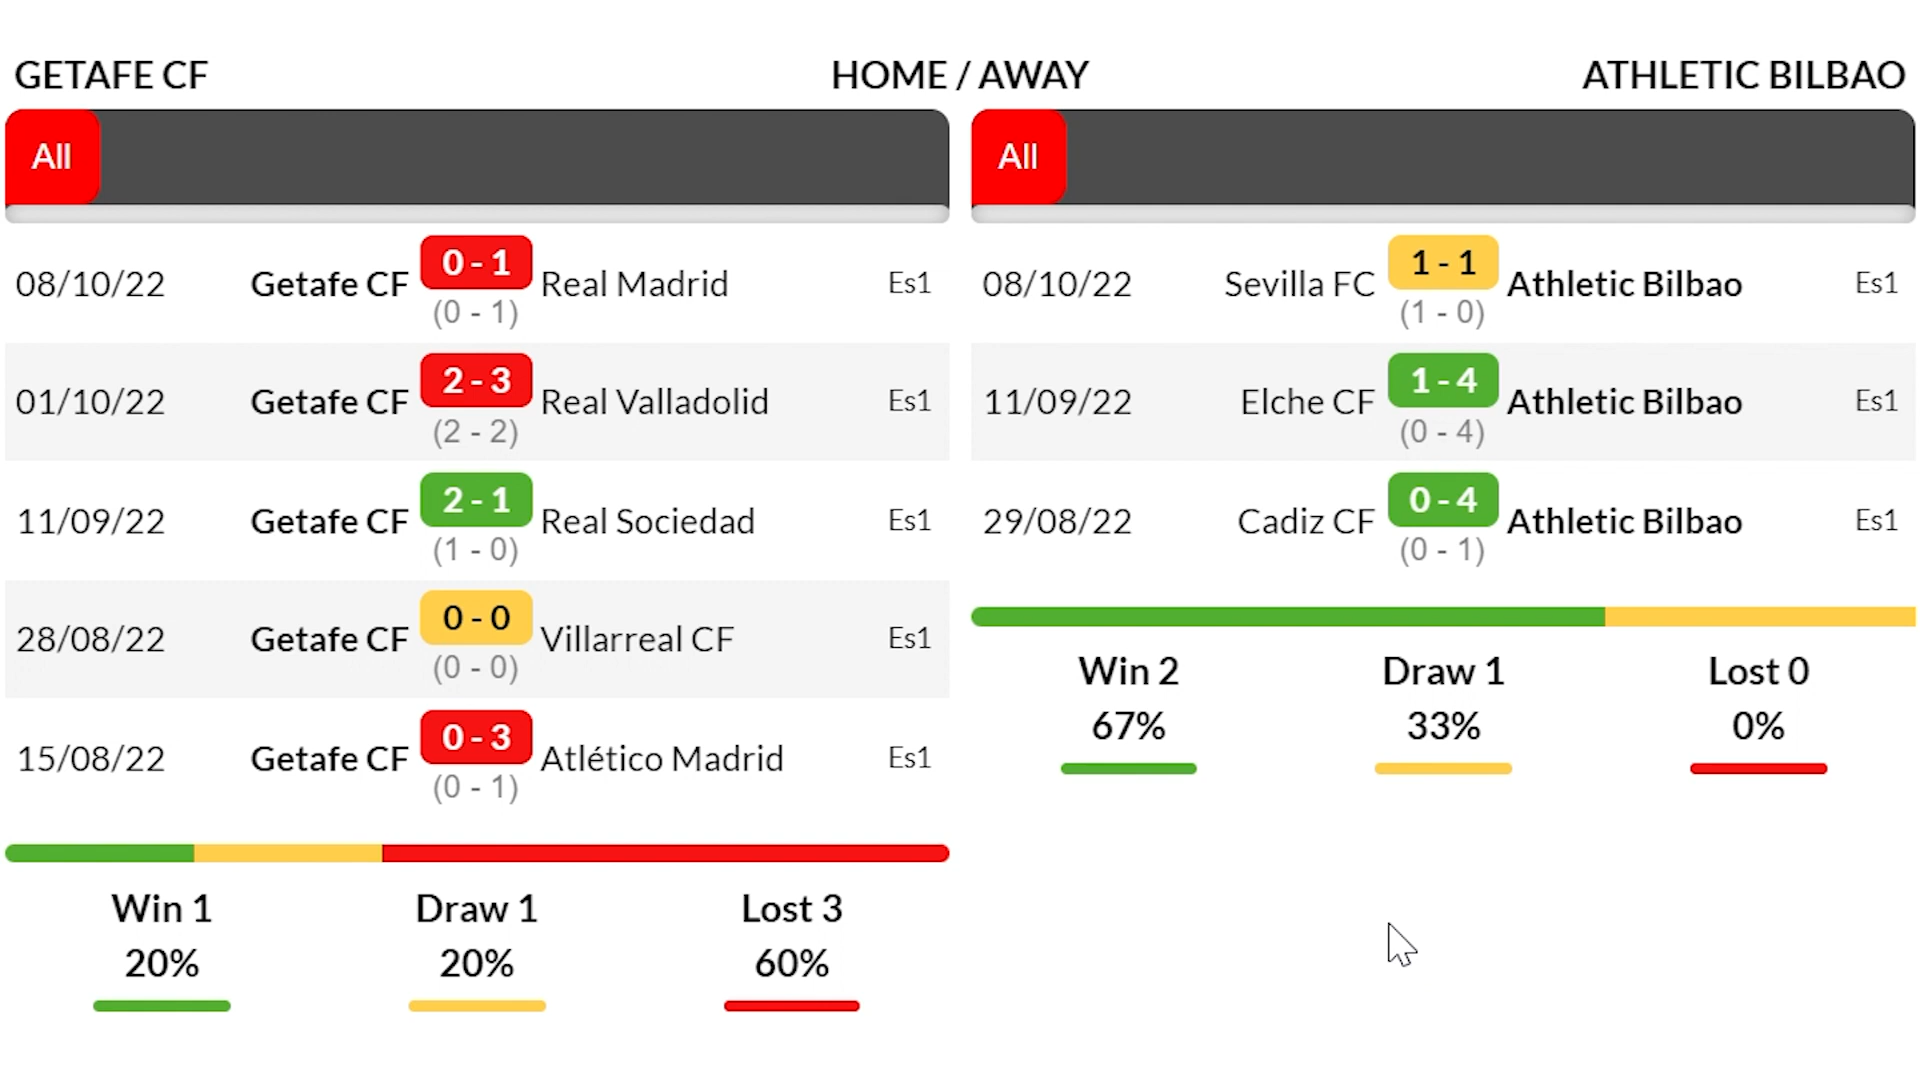 GETAFE CF HOME / AWAY ATHLETIC BILBAO
All
08/10/22 Getafe CF 0 - 1 Real Madrid Es1
(0 - 1)
01/10/22 Getafe CF 2 - 3 Real Valladolid Es1
(2 - 2)
11/09/22 Getafe CF 2 - 1 Real Sociedad Es1
(1 - 0)
28/08/22 Getafe CF 0 - 0 Villarreal CF Es1
(0 - 0)
15/08/22 Getafe CF 0 - 3 Atlético Madrid Es1
(0 - 1)
Win 1 Draw 1 Lost 3
20% 20% 60%
All
08/10/22 Sevilla FC 1 - 1 Athletic Bilbao Es1
(1 - 0)
11/09/22 Elche CF 1 - 4 Athletic Bilbao Es1
(0 - 4)
29/08/22 Cadiz CF 0 - 4 Athletic Bilbao Es1
(0 - 1)
Win 2 Draw 1 Lost 0
67% 33% 0%